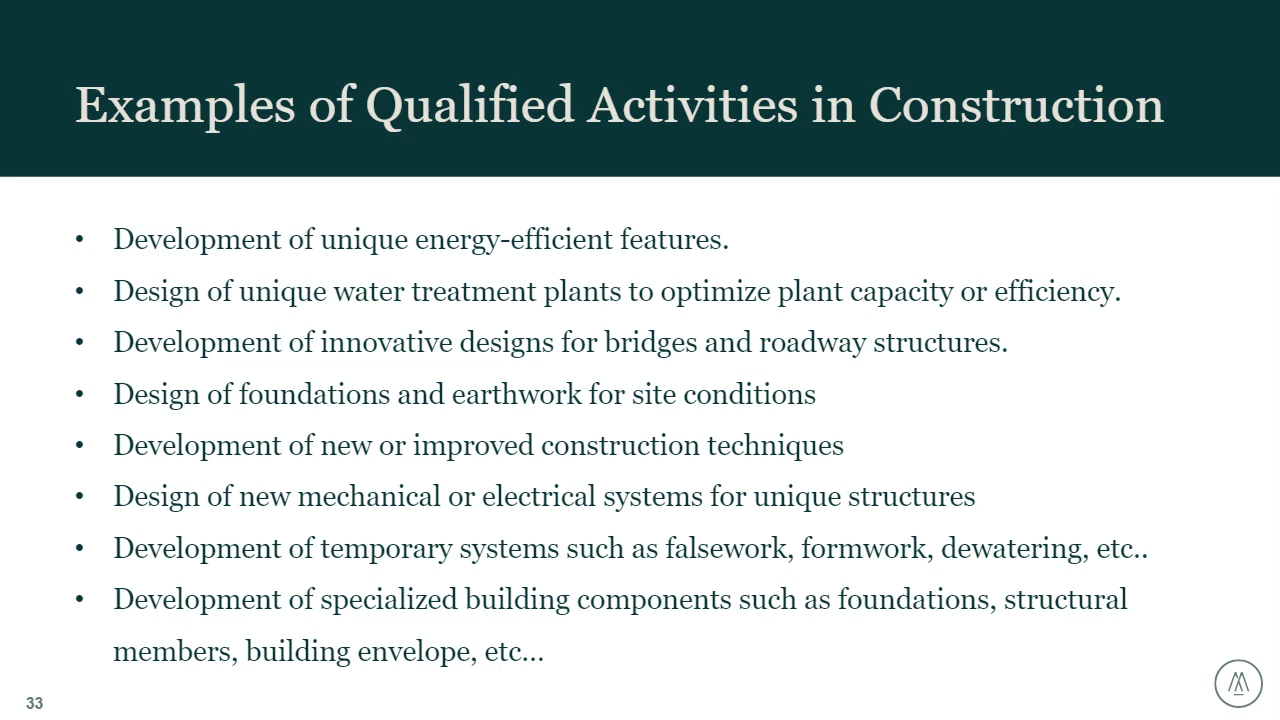 Examples of Qualified Activities in Construction
• Development of unique energy-efficient features.
• Design of unique water treatment plants to optimize plant capacity or efficiency.
• Development of innovative designs for bridges and roadway structures.
• Design of foundations and earthwork for site conditions
• Development of new or improved construction techniques
• Design of new mechanical or electrical systems for unique structures
• Development of temporary systems such as falsework, formwork, dewatering, etc..
• Development of specialized building components such as foundations, structural
members, building envelope, etc...
33